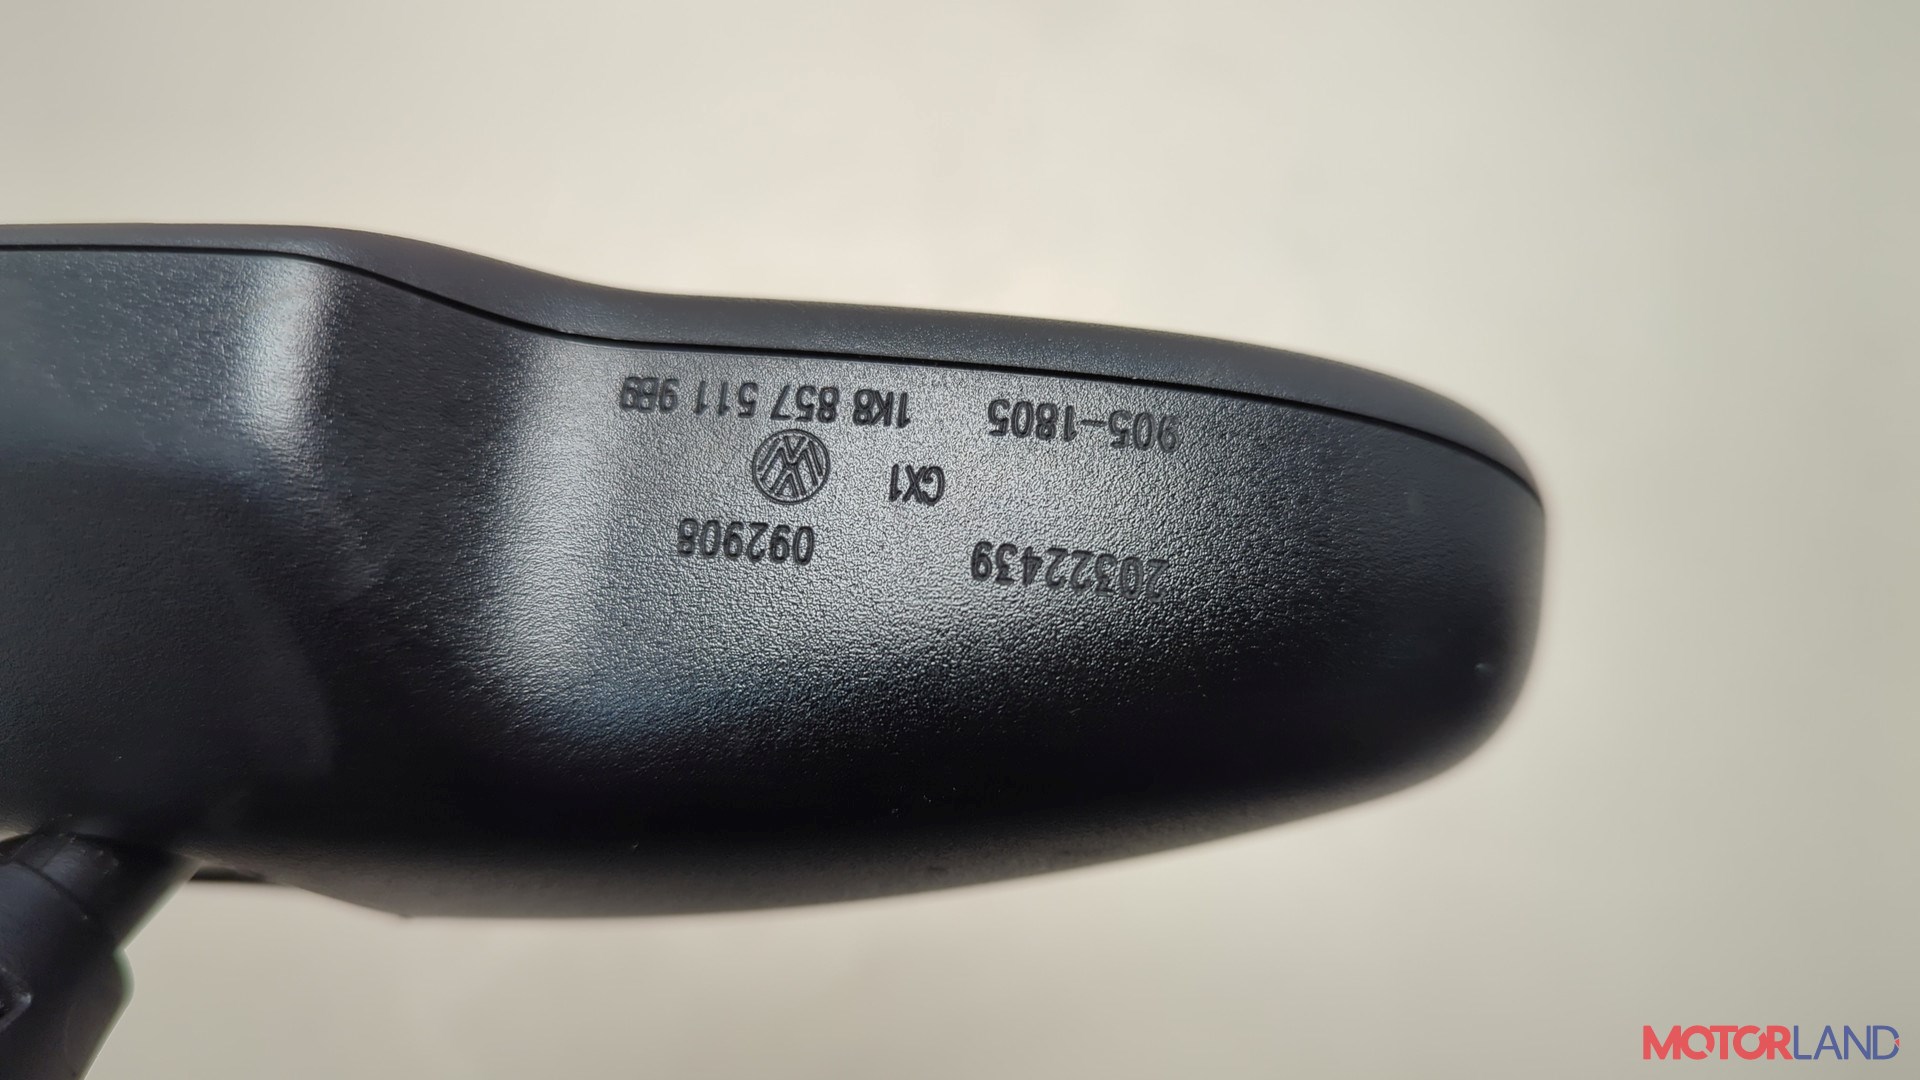 20322439 092908
GX1
905-1805 1K8 857 511 9B9
MOTORLAND